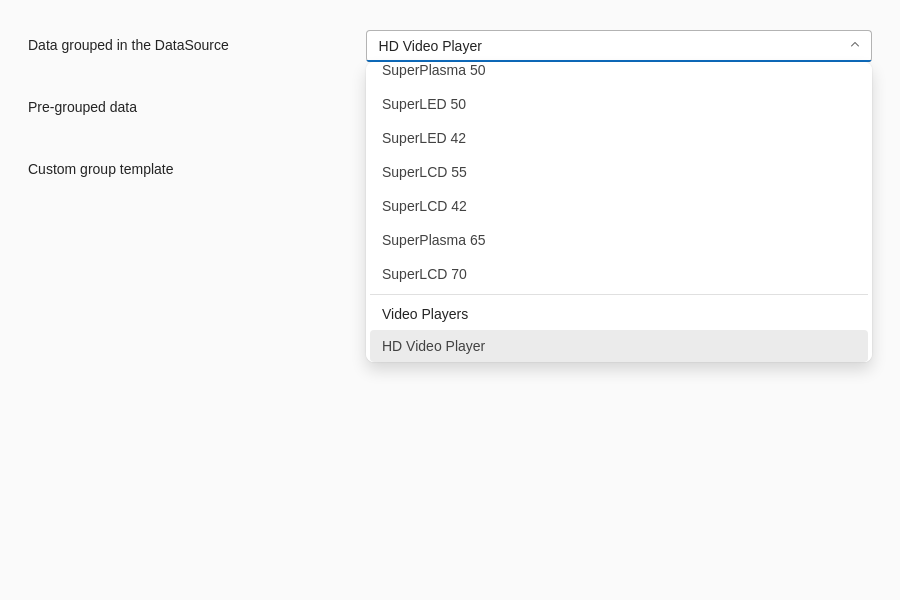 Data grouped in the DataSource
HD Video Player
SuperPlasma 50
SuperLED 50
Pre-grouped data
SuperLED 42
Custom group template
SuperLCD 55
SuperLCD 42
SuperPlasma 65
SuperLCD 70
Video Players
HD Video Player